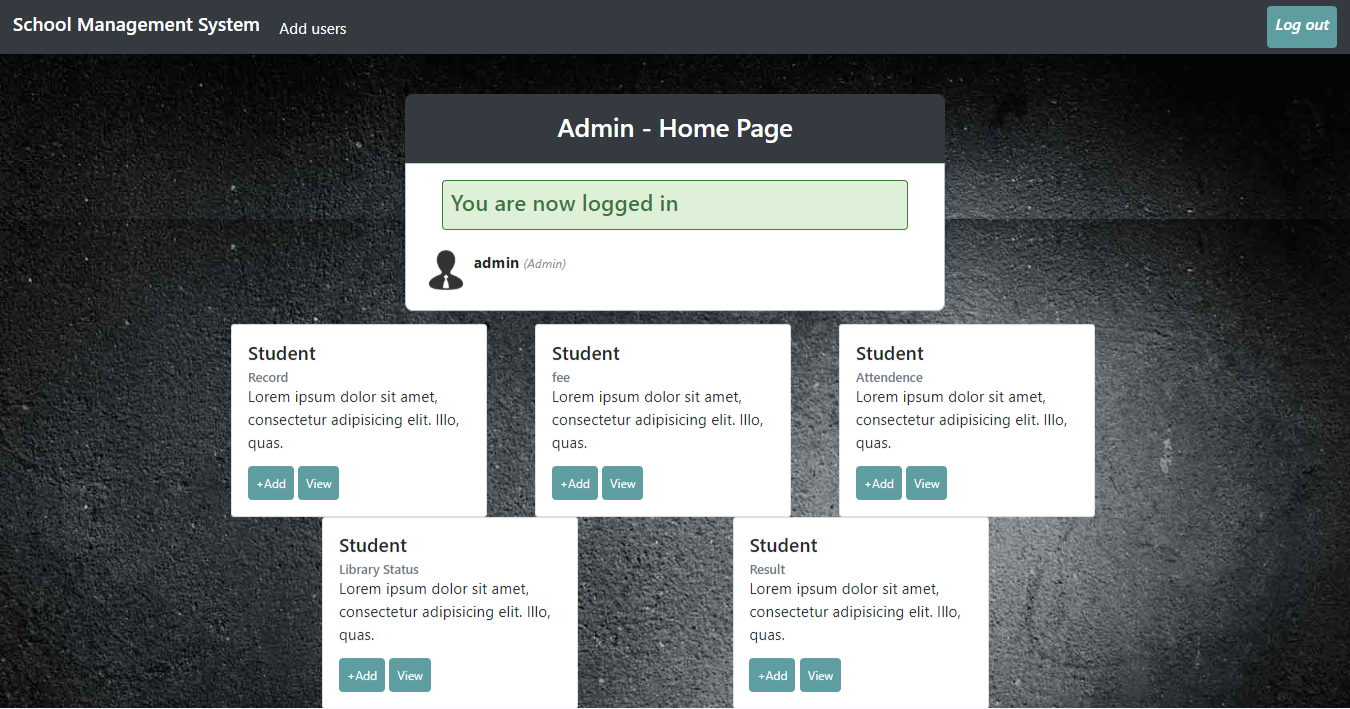 School Management System Add users Log out
Admin - Home Page
You are now logged in
admin (Admin)
Student
Record
Lorem ipsum dolor sit amet,
consectetur adipisicing elit. Illo,
quas.
+Add View
Student
fee
Lorem ipsum dolor sit amet,
consectetur adipisicing elit. Illo,
quas.
+Add View
Student
Attendence
Lorem ipsum dolor sit amet,
consectetur adipisicing elit. Illo,
quas.
+Add View
Student
Library Status
Lorem ipsum dolor sit amet,
consectetur adipisicing elit. Illo,
quas.
+Add View
Student
Result
Lorem ipsum dolor sit amet,
consectetur adipisicing elit. Illo,
quas.
+Add View